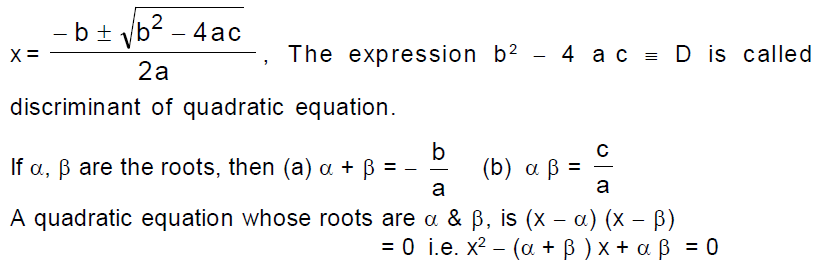 x = (– b ± √(b² – 4ac)) / 2a , The expression b² – 4 a c ≡ D is called
discriminant of quadratic equation.
If α, β are the roots, then (a) α + β = – b/a (b) α β = c/a
A quadratic equation whose roots are α & β, is (x – α) (x – β)
= 0 i.e. x² – (α + β ) x + α β = 0